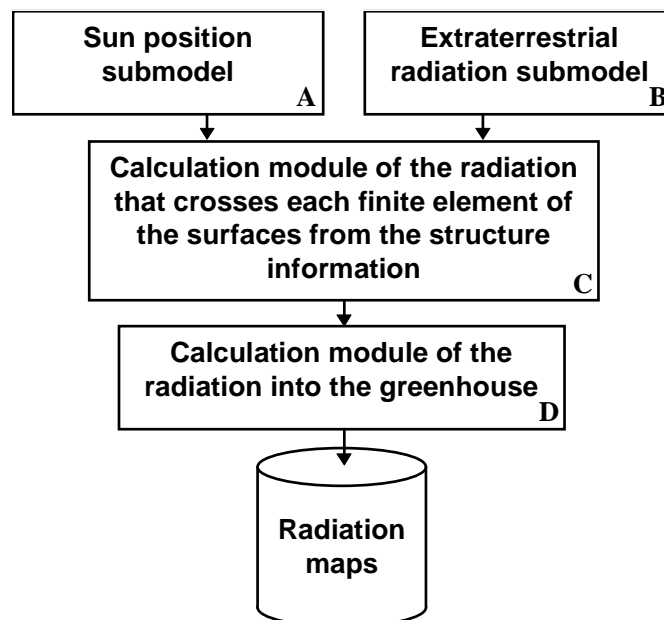 Sun position
submodel
A
Extraterrestrial
radiation submodel
B
Calculation module of the radiation
that crosses each finite element of
the surfaces from the structure
information
C
Calculation module of the
radiation into the greenhouse
D
Radiation
maps